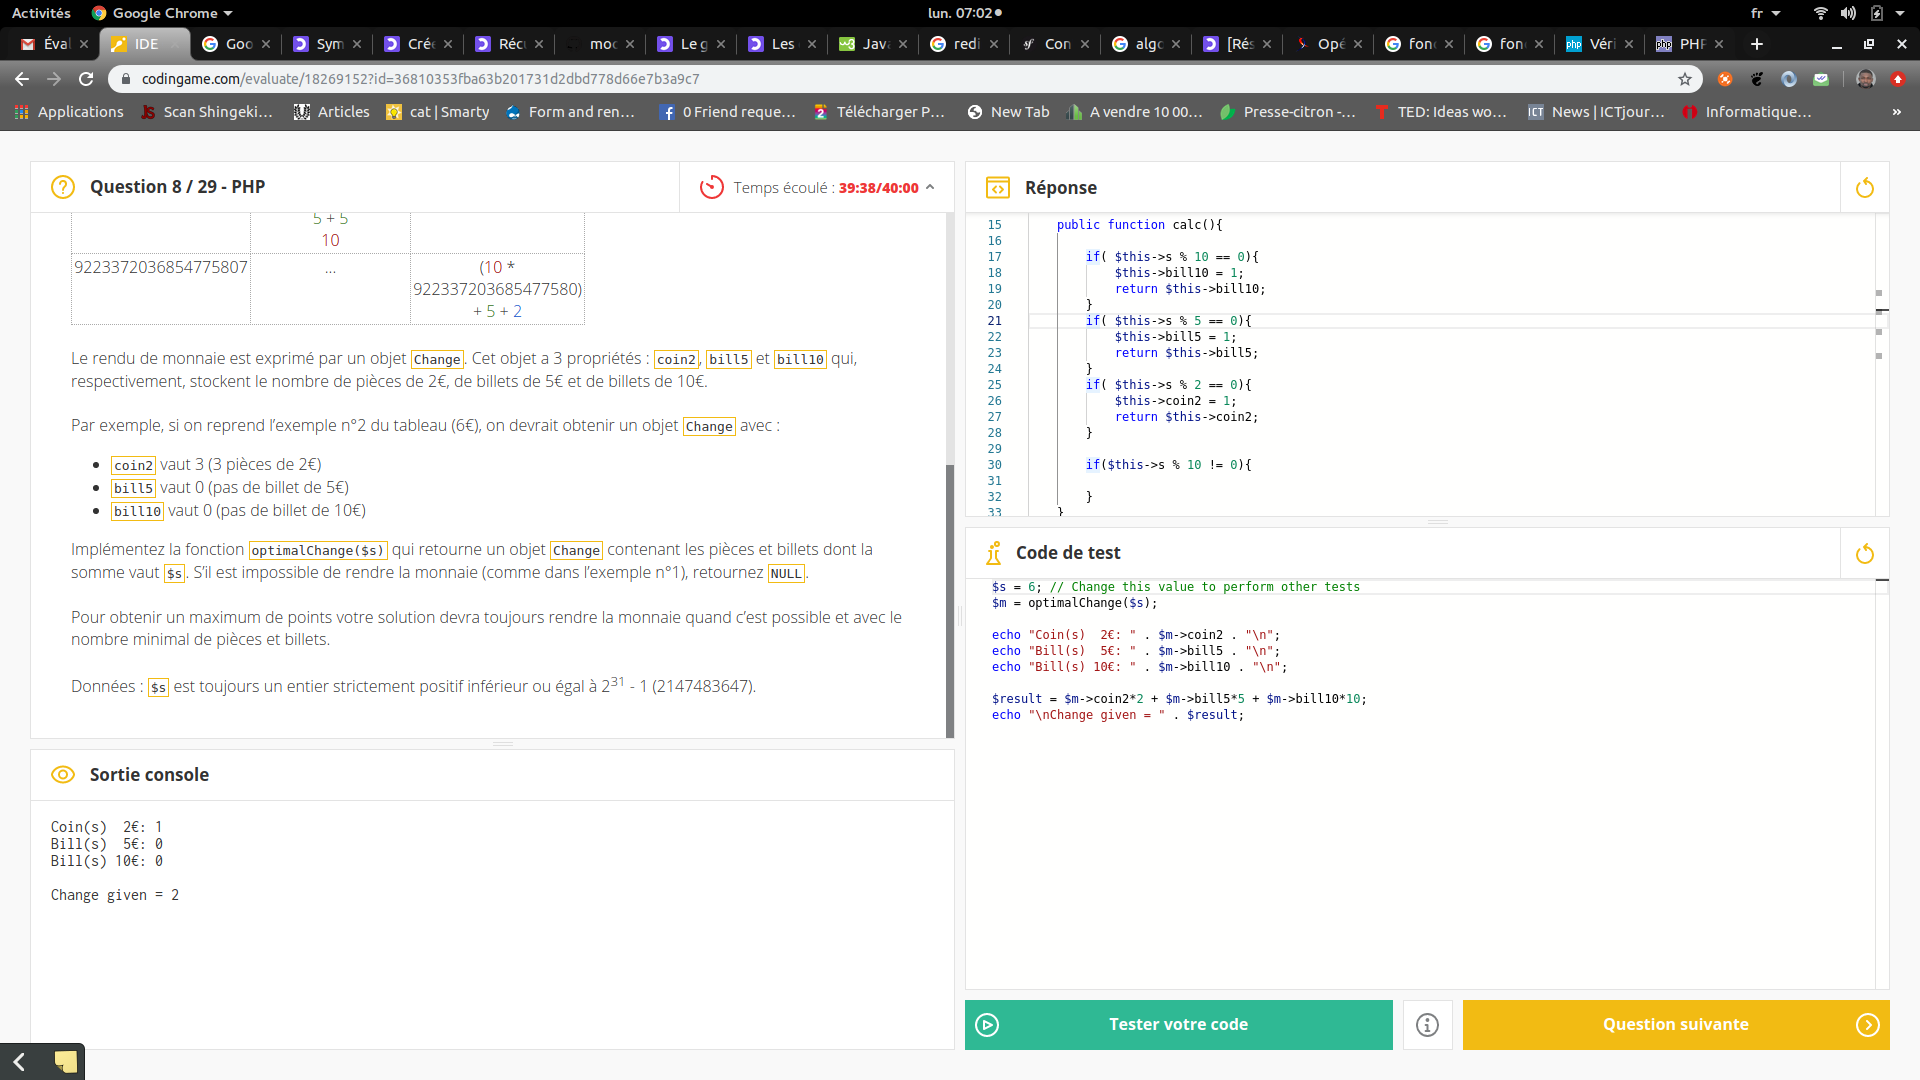 Activités
Google Chrome
lun. 07:02
fr
Éval
IDE
Goo
Sym
Crée
Récu
mod
Le g
Les
Java
redi
Con
algo
[Rés
Opé
fonc
fonc
Véri
PHP
codingame.com/evaluate/18269152?id=36810353fba63b201731d2dbd778d66e7b3a9c7
Applications
Scan Shingeki...
Articles
cat | Smarty
Form and ren...
0 Friend reque...
Télécharger P...
New Tab
A vendre 10 00...
Presse-citron -...
TED: Ideas wo...
News | ICTjour...
Informatique...
»
Question 8 / 29 - PHP
Temps écoulé : 39:38/40:00
5 + 5
10
9223372036854775807
...
(10 *
922337203685477580)
+ 5 + 2
Le rendu de monnaie est exprimé par un objet Change. Cet objet a 3 propriétés : coin2, bill5 et bill10 qui,
respectivement, stockent le nombre de pièces de 2€, de billets de 5€ et de billets de 10€.
Par exemple, si on reprend l’exemple n°2 du tableau (6€), on devrait obtenir un objet Change avec :
• coin2 vaut 3 (3 pièces de 2€)
• bill5 vaut 0 (pas de billet de 5€)
• bill10 vaut 0 (pas de billet de 10€)
Implémentez la fonction optimalChange($s) qui retourne un objet Change contenant les pièces et billets dont la
somme vaut $s. S’il est impossible de rendre la monnaie (comme dans l’exemple n°1), retournez NULL.
Pour obtenir un maximum de points votre solution devra toujours rendre la monnaie quand c’est possible et avec le
nombre minimal de pièces et billets.
Données : $s est toujours un entier strictement positif inférieur ou égal à 2³¹ - 1 (2147483647).
Sortie console
Coin(s)  2€: 1
Bill(s)  5€: 0
Bill(s) 10€: 0
Change given = 2
Réponse
15 public function calc(){
16
17 if( $this->s % 10 == 0){
18 $this->bill10 = 1;
19 return $this->bill10;
20 }
21 if( $this->s % 5 == 0){
22 $this->bill5 = 1;
23 return $this->bill5;
24 }
25 if( $this->s % 2 == 0){
26 $this->coin2 = 1;
27 return $this->coin2;
28 }
29
30 if($this->s % 10 != 0){
31
32 }
33 }
Code de test
$s = 6; // Change this value to perform other tests
$m = optimalChange($s);
echo "Coin(s)  2€: " . $m->coin2 . "\n";
echo "Bill(s)  5€: " . $m->bill5 . "\n";
echo "Bill(s) 10€: " . $m->bill10 . "\n";
$result = $m->coin2*2 + $m->bill5*5 + $m->bill10*10;
echo "\nChange given = " . $result;
Tester votre code
Question suivante